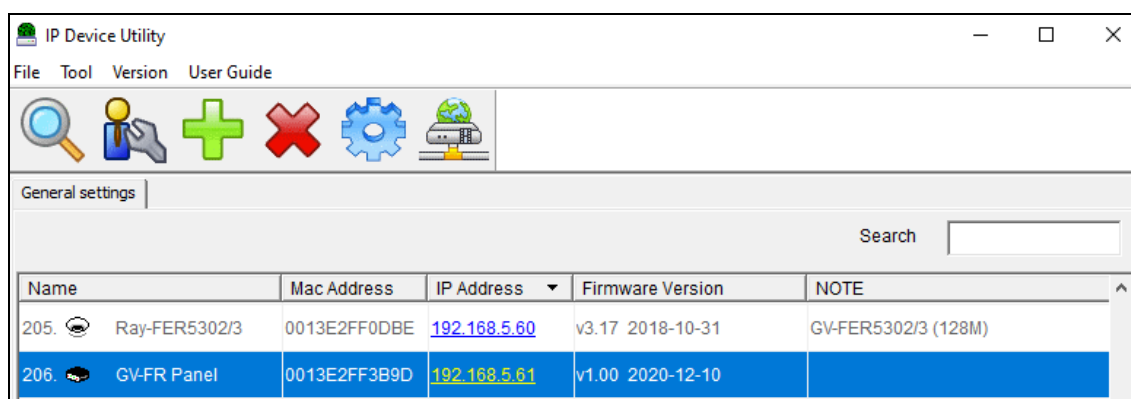 IP Device Utility
File Tool Version User Guide
General settings
Search
Name Mac Address IP Address Firmware Version NOTE
205. Ray-FER5302/3 0013E2FF0DBE 192.168.5.60 v3.17 2018-10-31 GV-FER5302/3 (128M)
206. GV-FR Panel 0013E2FF3B9D 192.168.5.61 v1.00 2020-12-10